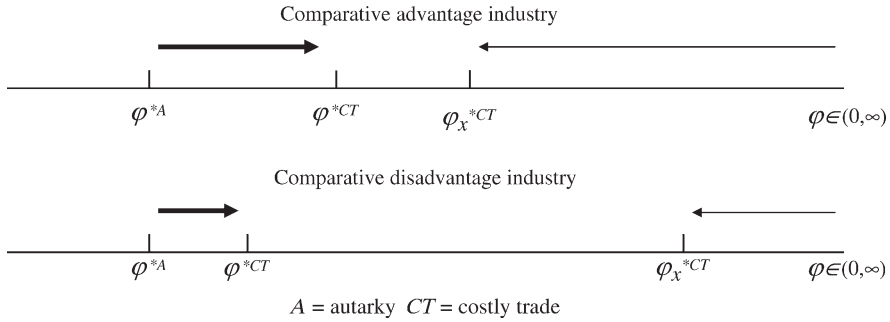 Comparative advantage industry
φ*A φ*CT φx*CT φ∈(0,∞)
Comparative disadvantage industry
φ*A φ*CT φx*CT φ∈(0,∞)
A = autarky CT = costly trade